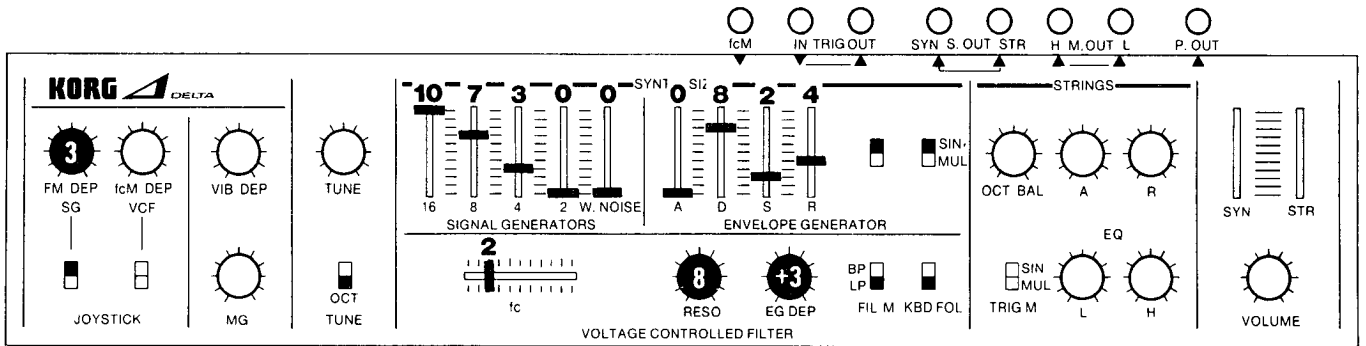 fcM IN TRIG OUT SYN S. OUT STR H M. OUT L P. OUT
KORG DELTA
SYNT SIZ
STRINGS
10 7 3 0 0 0 8 2 4
3
SIN
MUL
FM DEP fcM DEP VIB DEP TUNE
OCT BAL A R
16 8 4 2 W. NOISE A D S R
SG VCF
SIGNAL GENERATORS ENVELOPE GENERATOR
SYN STR
EQ
2
8 +3
BP
LP
SIN
MUL
OCT
fc RESO EG DEP FIL M KBD FOL TRIG M L H
JOYSTICK MG TUNE
VOLUME
VOLTAGE CONTROLLED FILTER